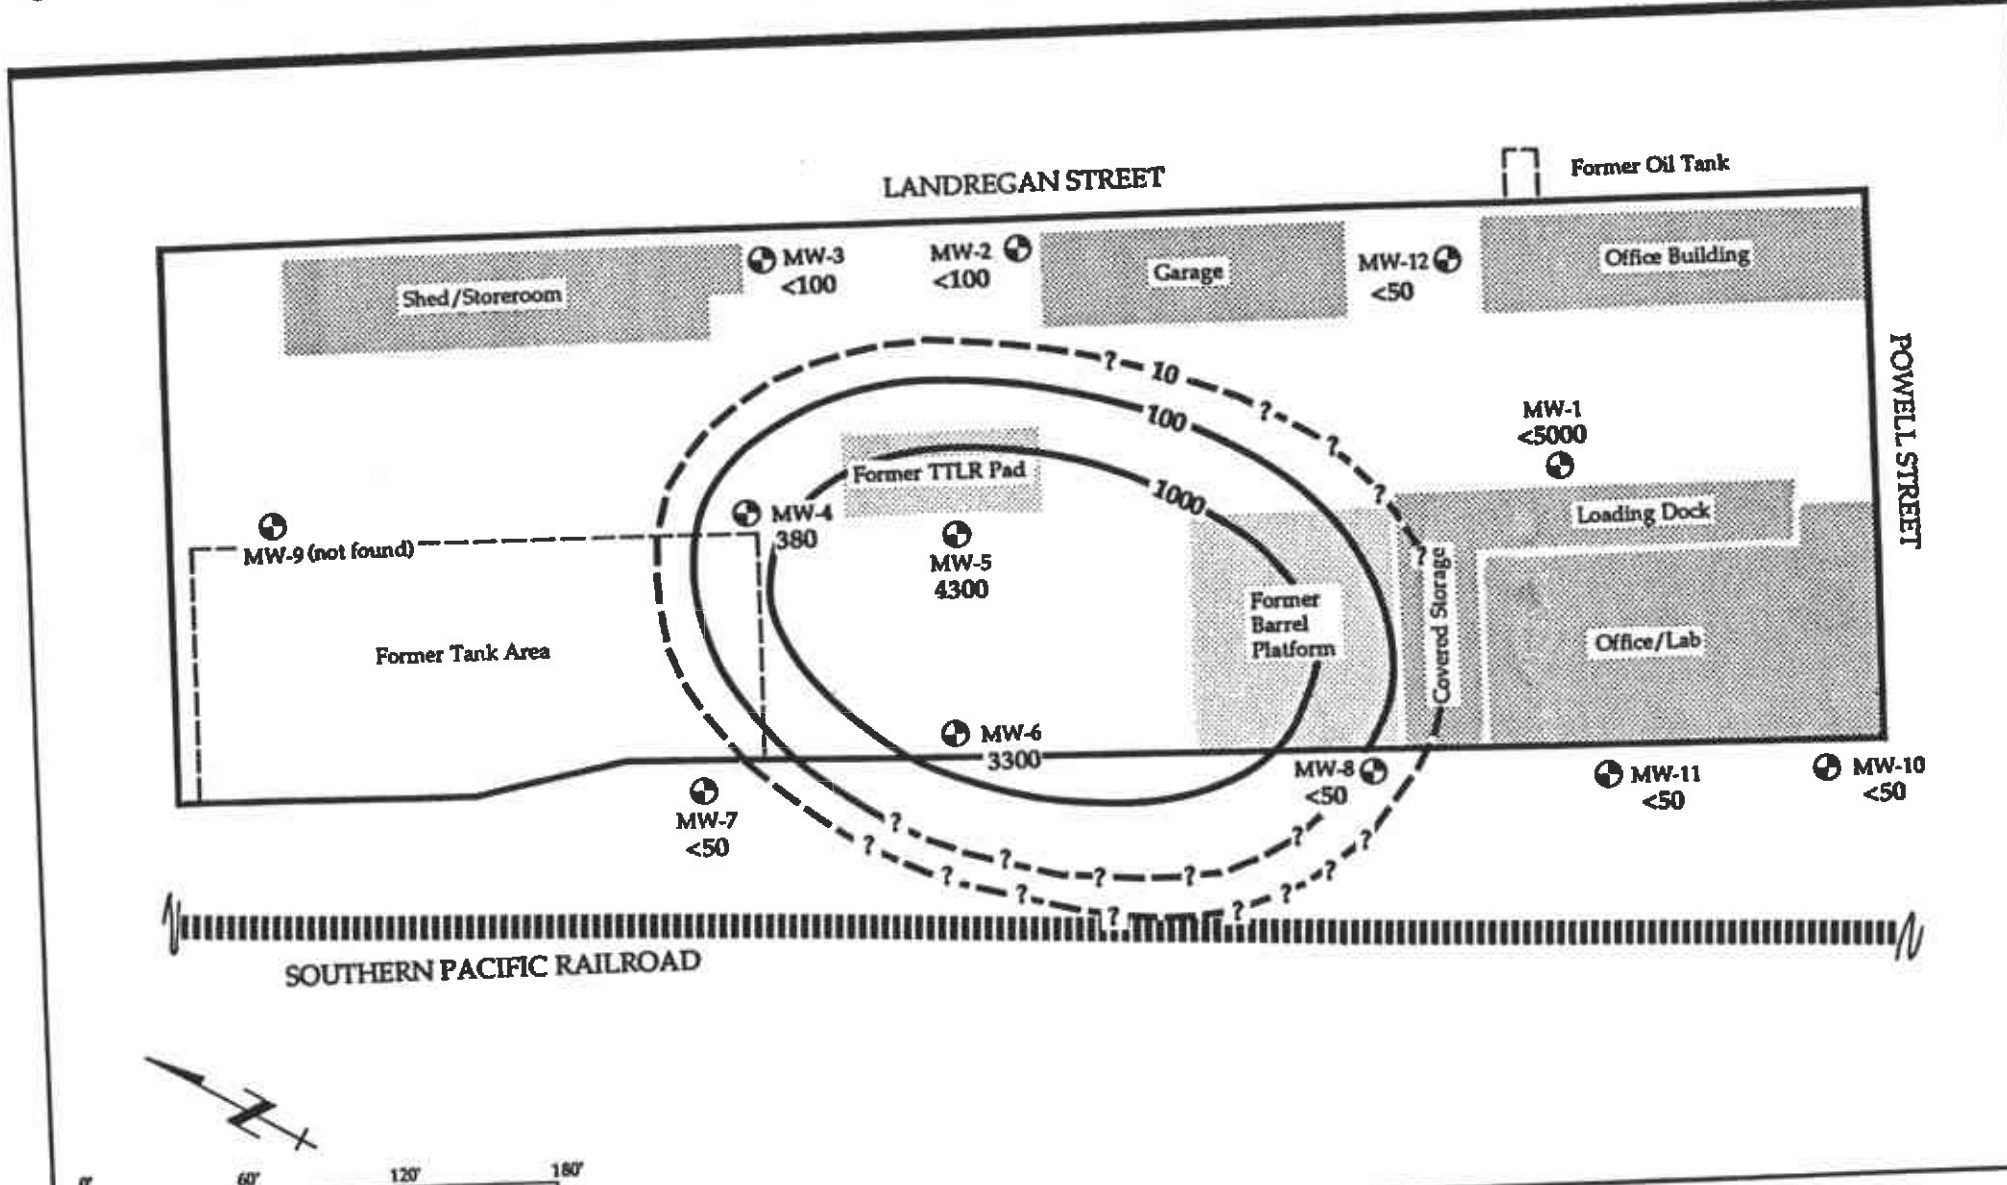 LANDREGAN STREET
Former Oil Tank
MW-3
<100
MW-2
<100
MW-12
<50
Shed/Storeroom
Garage
Office Building
POWELL STREET
? 10 ? ? ? ?
100
1000
MW-1
<5000
Former TTLR Pad
Loading Dock
MW-4
380
MW-9 (not found)
MW-5
4300
Former
Barrel
Platform
Covered Storage
Office/Lab
Former Tank Area
MW-6
3300
MW-8
<50
MW-11
<50
MW-10
<50
MW-7
<50
? ? ? ? ?
? ? ? ? ? ? ? ?
SOUTHERN PACIFIC RAILROAD
Z
60'
120'
180'